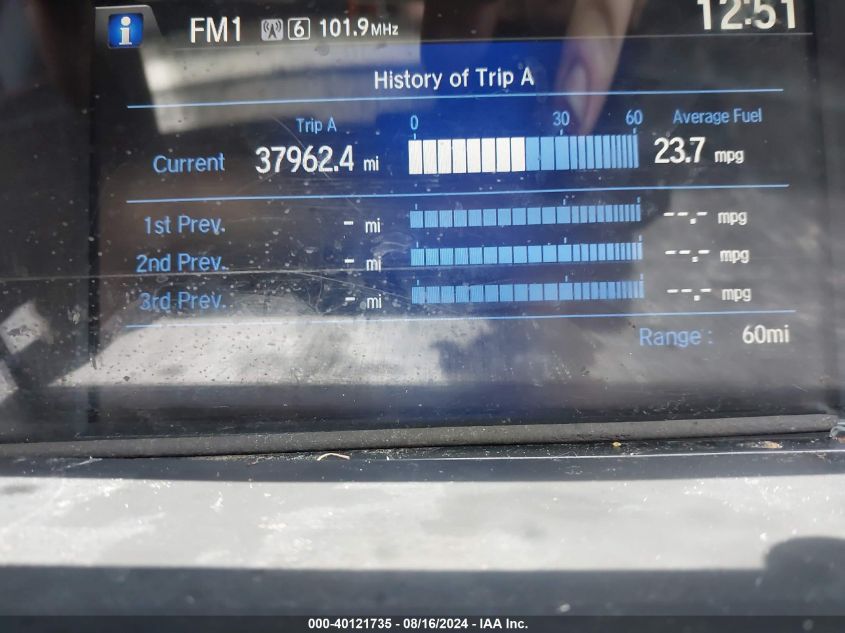 i FM1 6 101.9 MHz 12:51
History of Trip A
Trip A 0 30 60 Average Fuel
Current 37962.4 mi 23.7 mpg
1st Prev. - mi --.- mpg
2nd Prev. - mi --.- mpg
3rd Prev. - mi --.- mpg
Range : 60mi
000-40121735 - 08/16/2024 - IAA Inc.